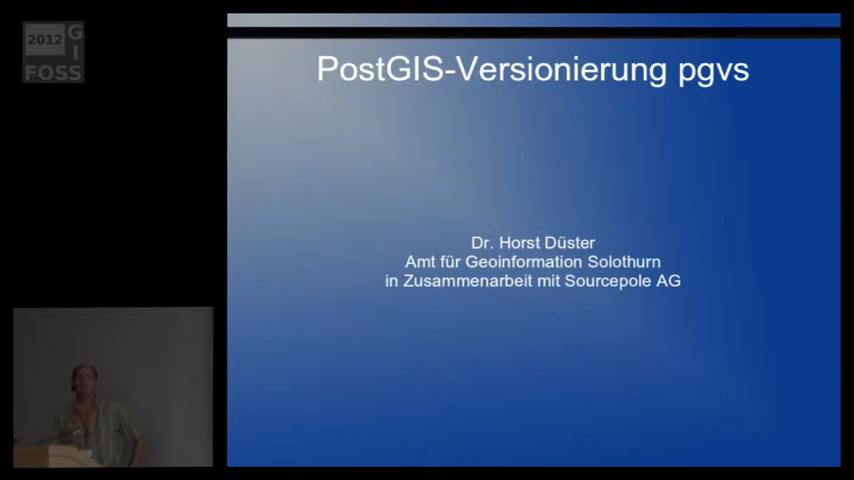 2012 G
I
FOSS
PostGIS-Versionierung pgvs
Dr. Horst Düster
Amt für Geoinformation Solothurn
in Zusammenarbeit mit Sourcepole AG